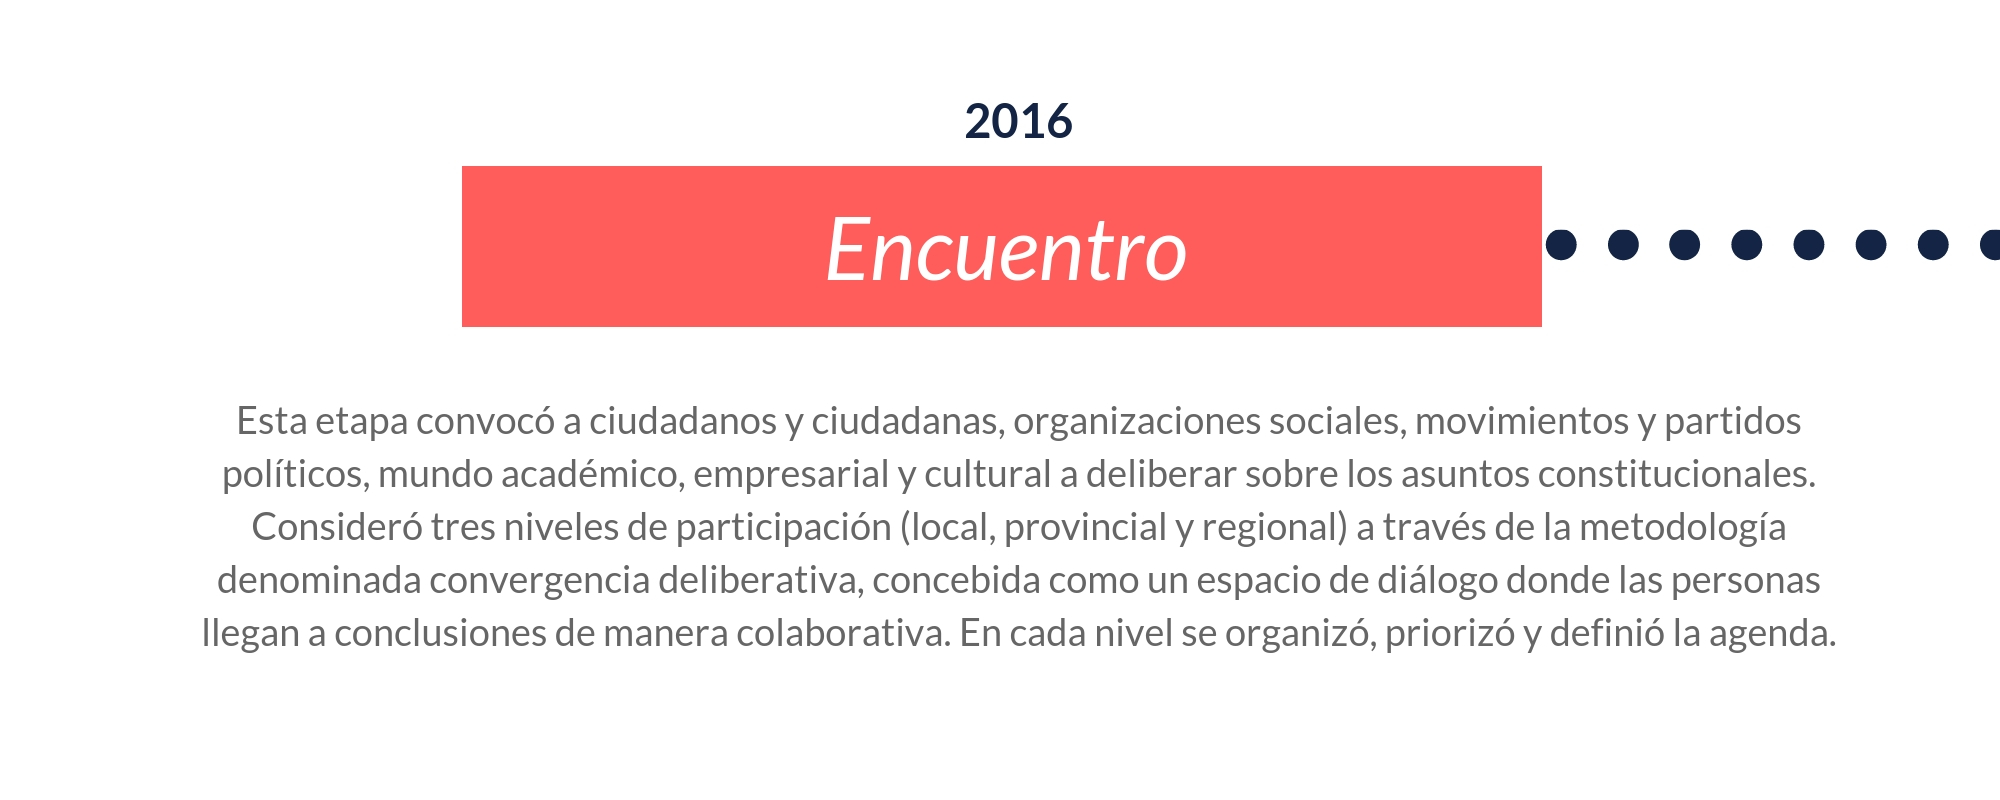 2016
Encuentro
Esta etapa convocó a ciudadanos y ciudadanas, organizaciones sociales, movimientos y partidos
políticos, mundo académico, empresarial y cultural a deliberar sobre los asuntos constitucionales.
Consideró tres niveles de participación (local, provincial y regional) a través de la metodología
denominada convergencia deliberativa, concebida como un espacio de diálogo donde las personas
llegan a conclusiones de manera colaborativa. En cada nivel se organizó, priorizó y definió la agenda.